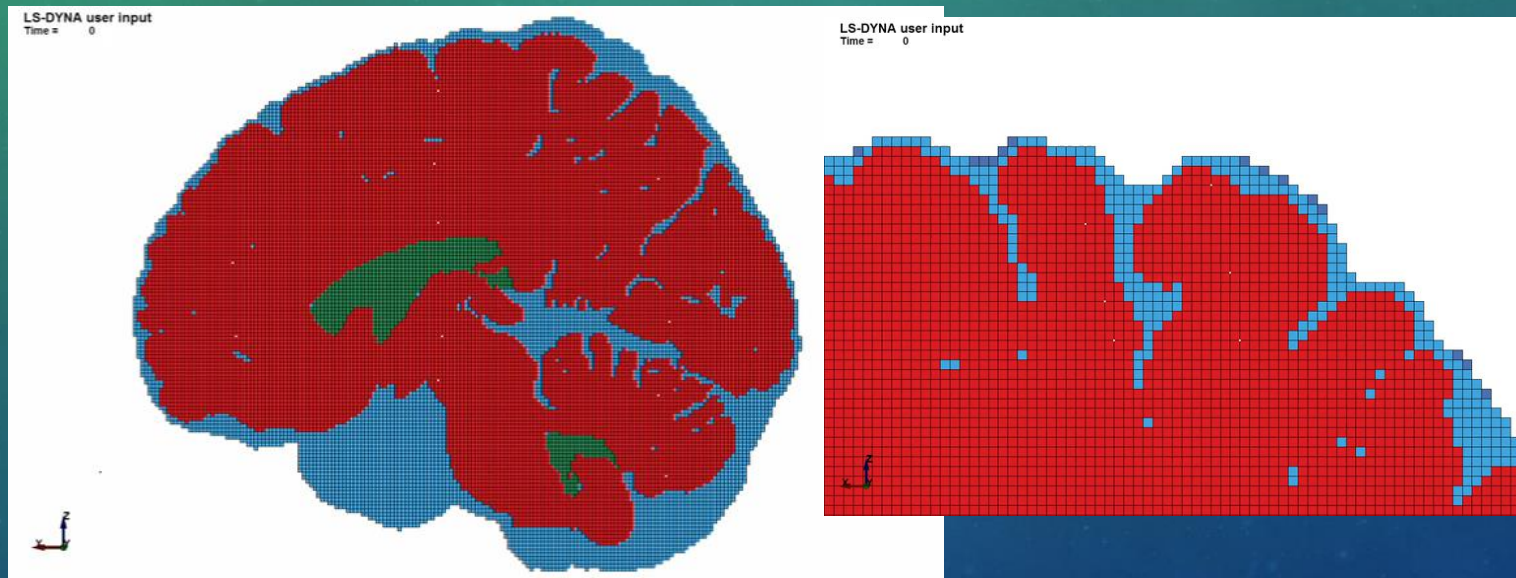 LS-DYNA user input
Time = 0
Z
X
Y
LS-DYNA user input
Time = 0
Z
X